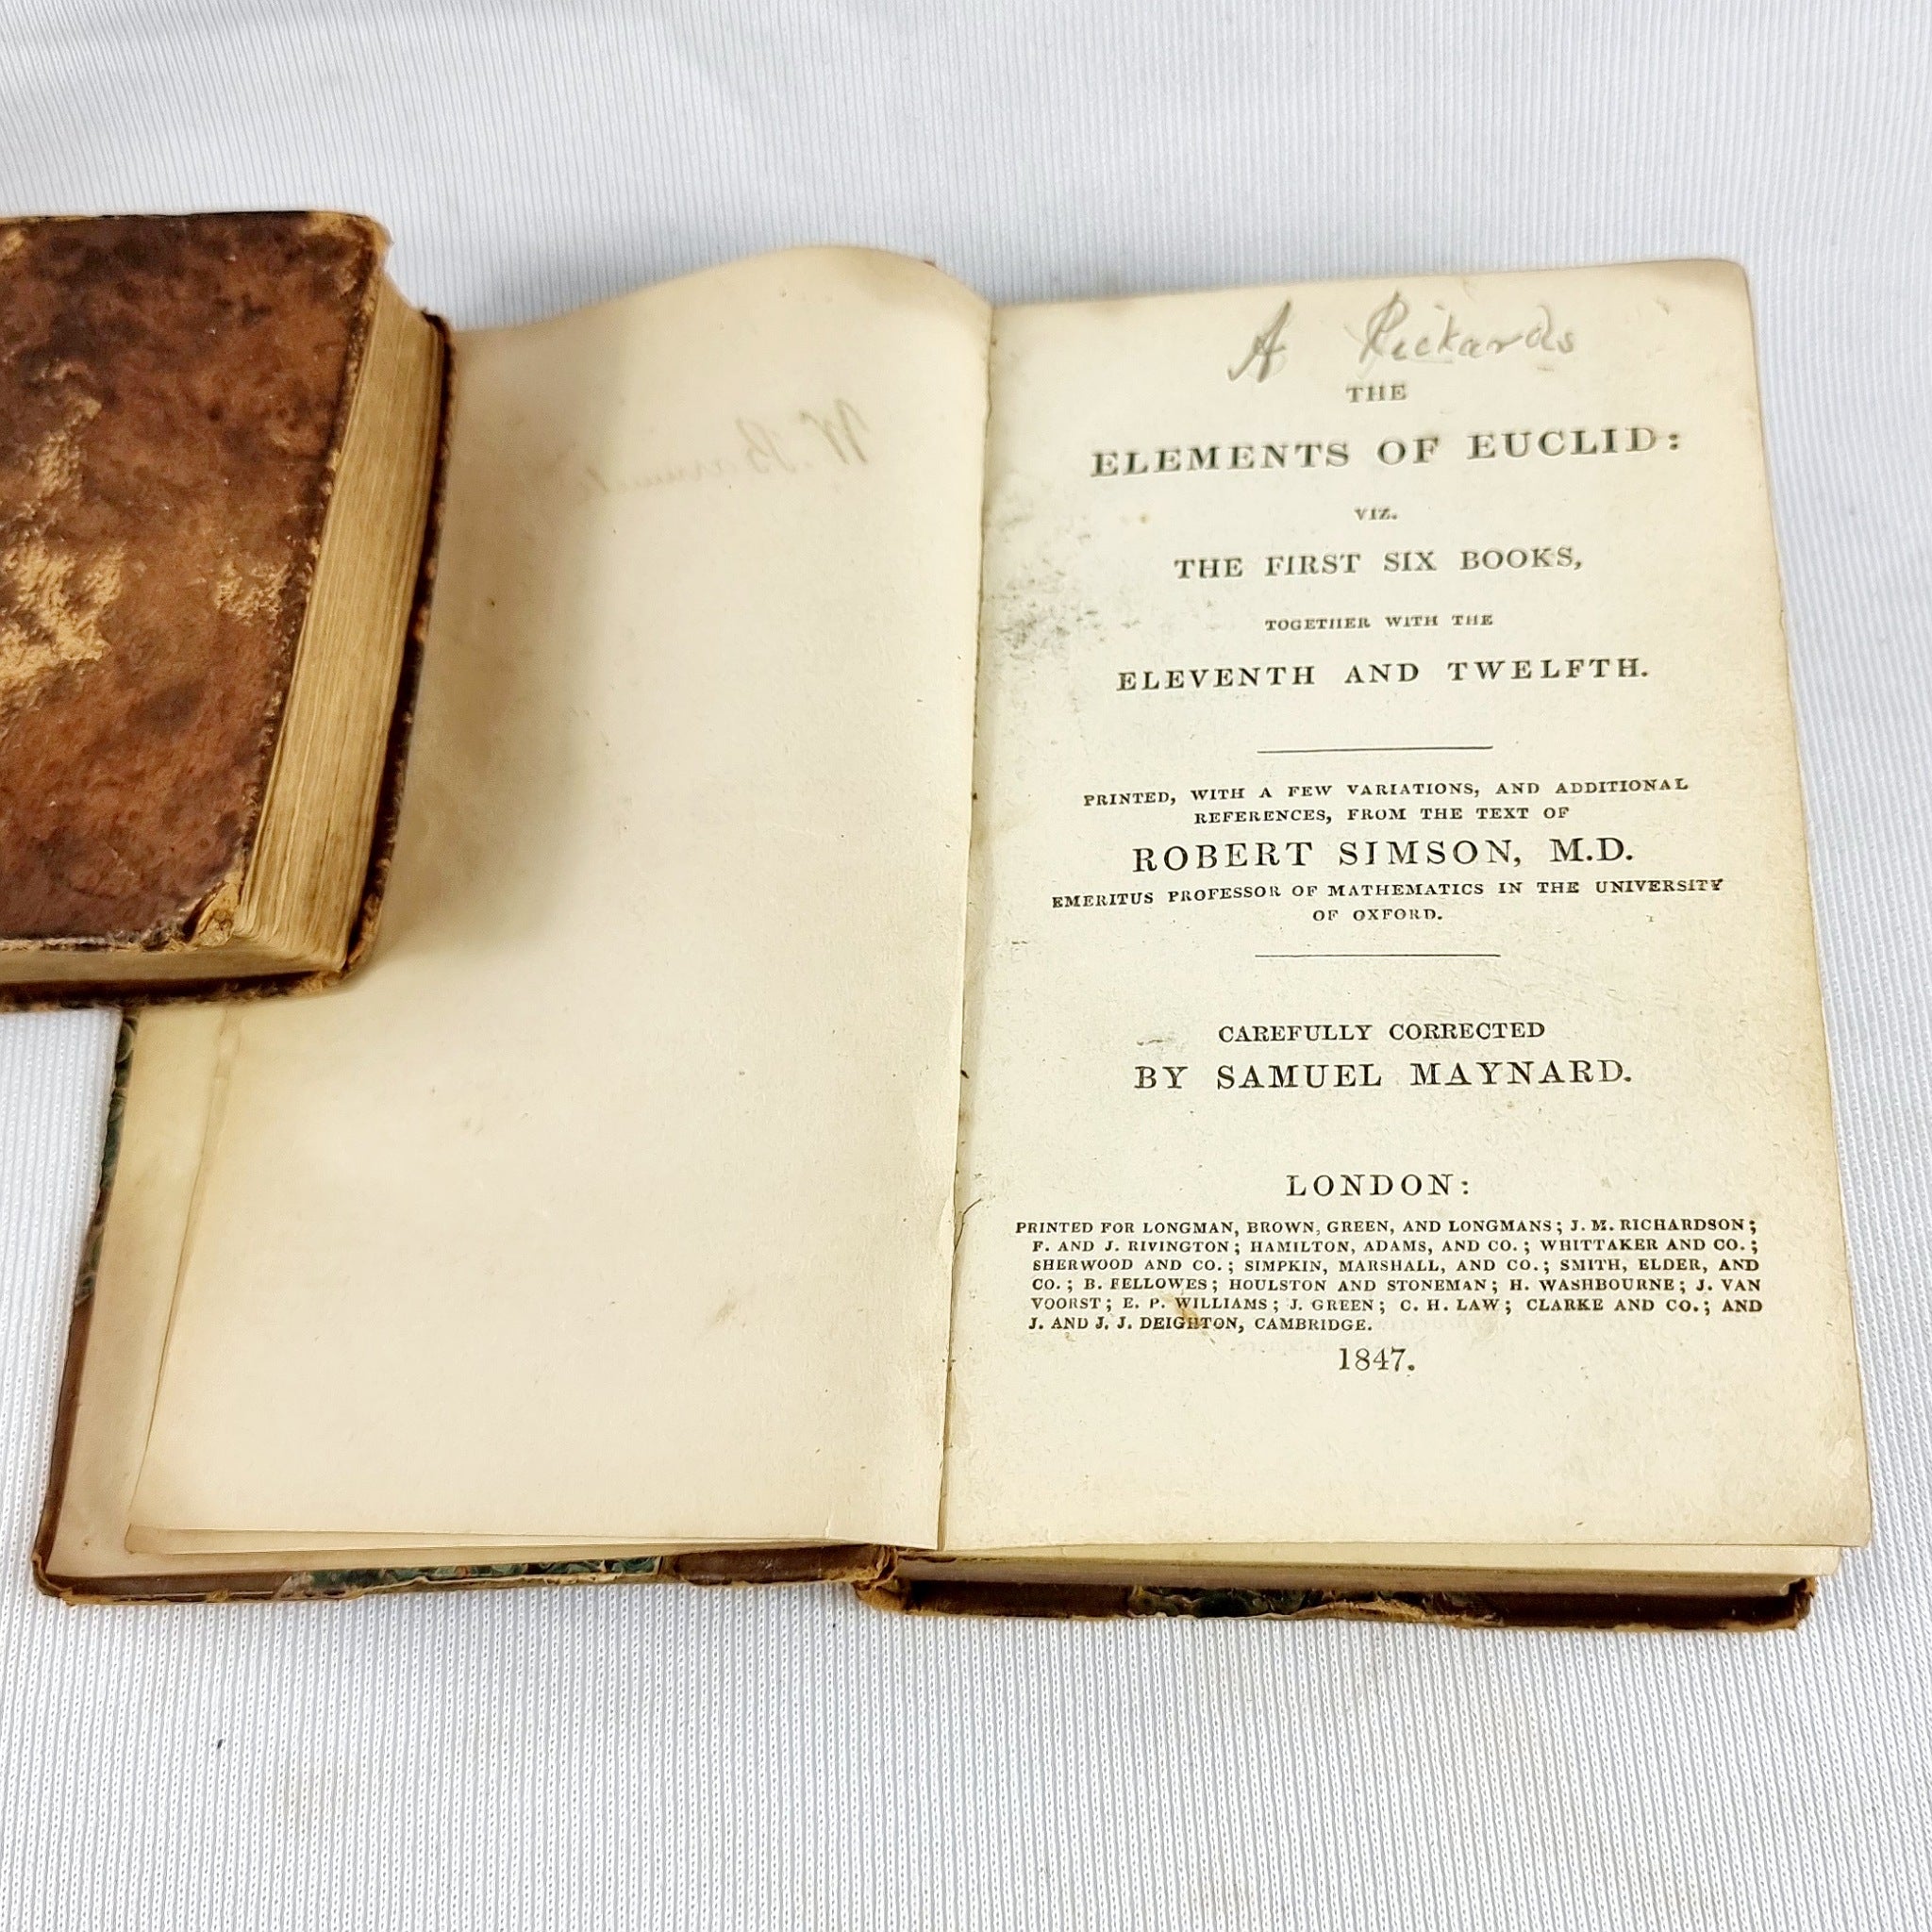 A Rickards
THE
ELEMENTS OF EUCLID:
VIZ.
THE FIRST SIX BOOKS,
TOGETHER WITH THE
ELEVENTH AND TWELFTH.
PRINTED, WITH A FEW VARIATIONS, AND ADDITIONAL
REFERENCES, FROM THE TEXT OF
ROBERT SIMSON, M.D.
EMERITUS PROFESSOR OF MATHEMATICS IN THE UNIVERSITY
OF OXFORD.
CAREFULLY CORRECTED
BY SAMUEL MAYNARD.
LONDON:
PRINTED FOR LONGMAN, BROWN, GREEN, AND LONGMANS; J. M. RICHARDSON;
F. AND J. RIVINGTON; HAMILTON, ADAMS, AND CO.; WHITTAKER AND CO.;
SHERWOOD AND CO.; SIMPKIN, MARSHALL, AND CO.; SMITH, ELDER, AND
CO.; B. FELLOWES; HOULSTON AND STONEMAN; H. WASHBOURNE; J. VAN
VOORST; E. P. WILLIAMS; J. GREEN; C. H. LAW; CLARKE AND CO.; AND
J. AND J. J. DEIGHTON, CAMBRIDGE.
1847.